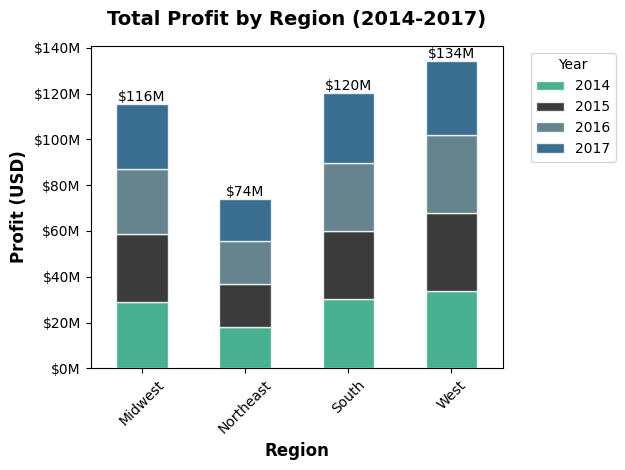 Total Profit by Region (2014-2017)
Profit (USD)
$140M
$120M
$100M
$80M
$60M
$40M
$20M
$0M
$116M
$74M
$120M
$134M
Midwest
Northeast
South
West
Region
Year
2014
2015
2016
2017